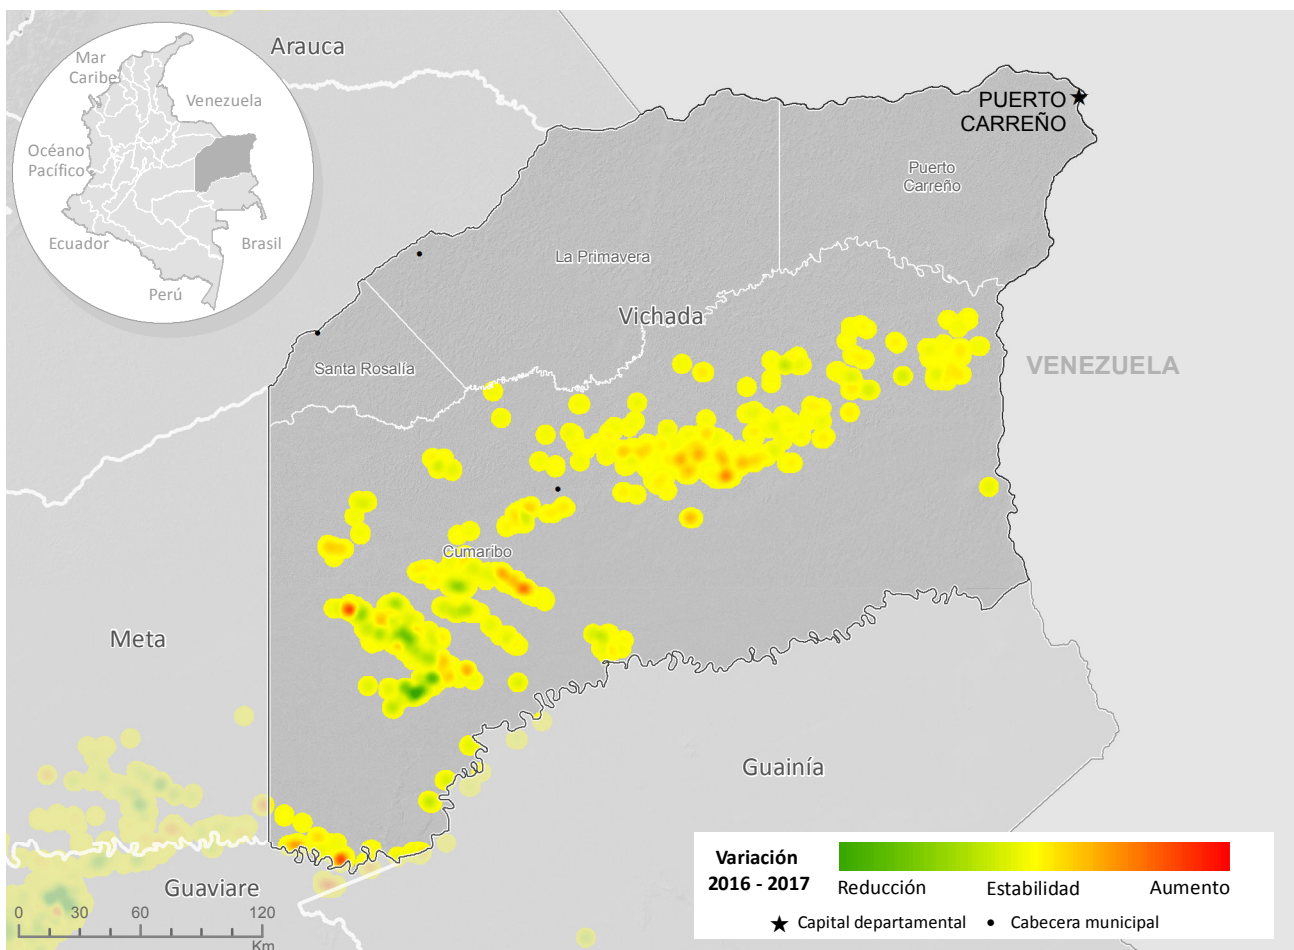 Arauca
Mar
Caribe
Venezuela
Océano
Pacífico
Ecuador
Brasil
Perú
PUERTO
CARREÑO
Puerto
Carreño
La Primavera
Vichada
Santa Rosalía
VENEZUELA
Cumaribo
Meta
Guainía
Guaviare
0 30 60 120
Km
Variación
2016 - 2017
Reducción Estabilidad Aumento
Capital departamental Cabecera municipal